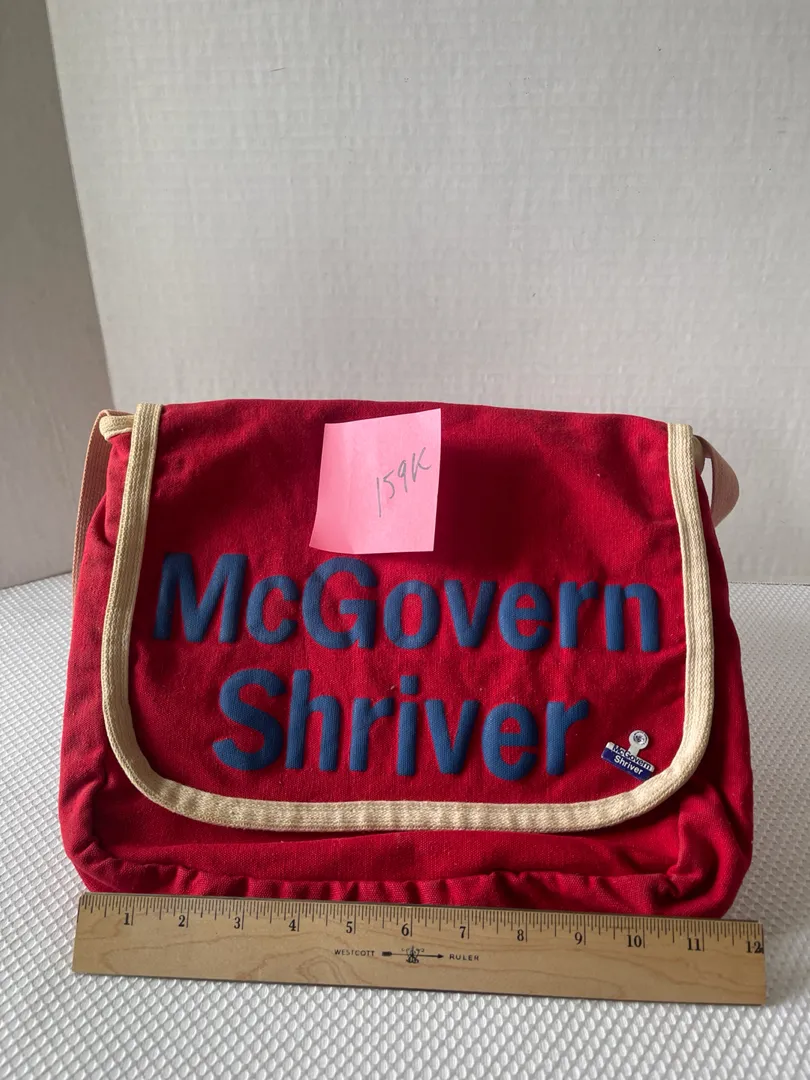 159K
McGovern
Shriver
McGovern
Shriver
1 2 3 4 5 6 7 8 9 10 11 12
WESTCOTT RULER